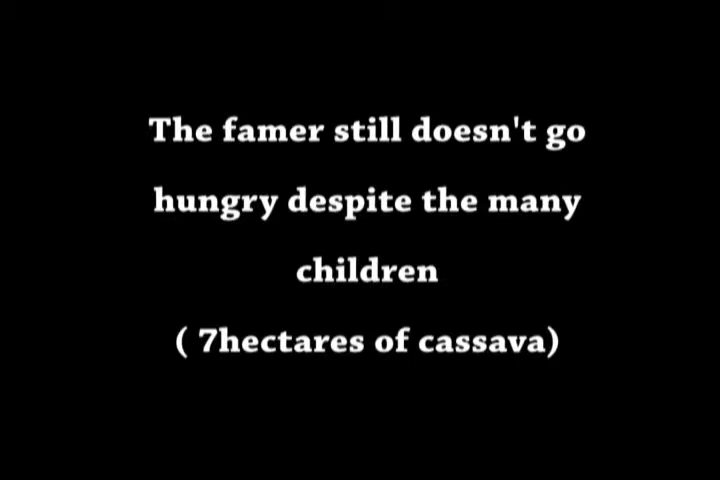 The famer still doesn't go
hungry despite the many
children
( 7hectares of cassava)